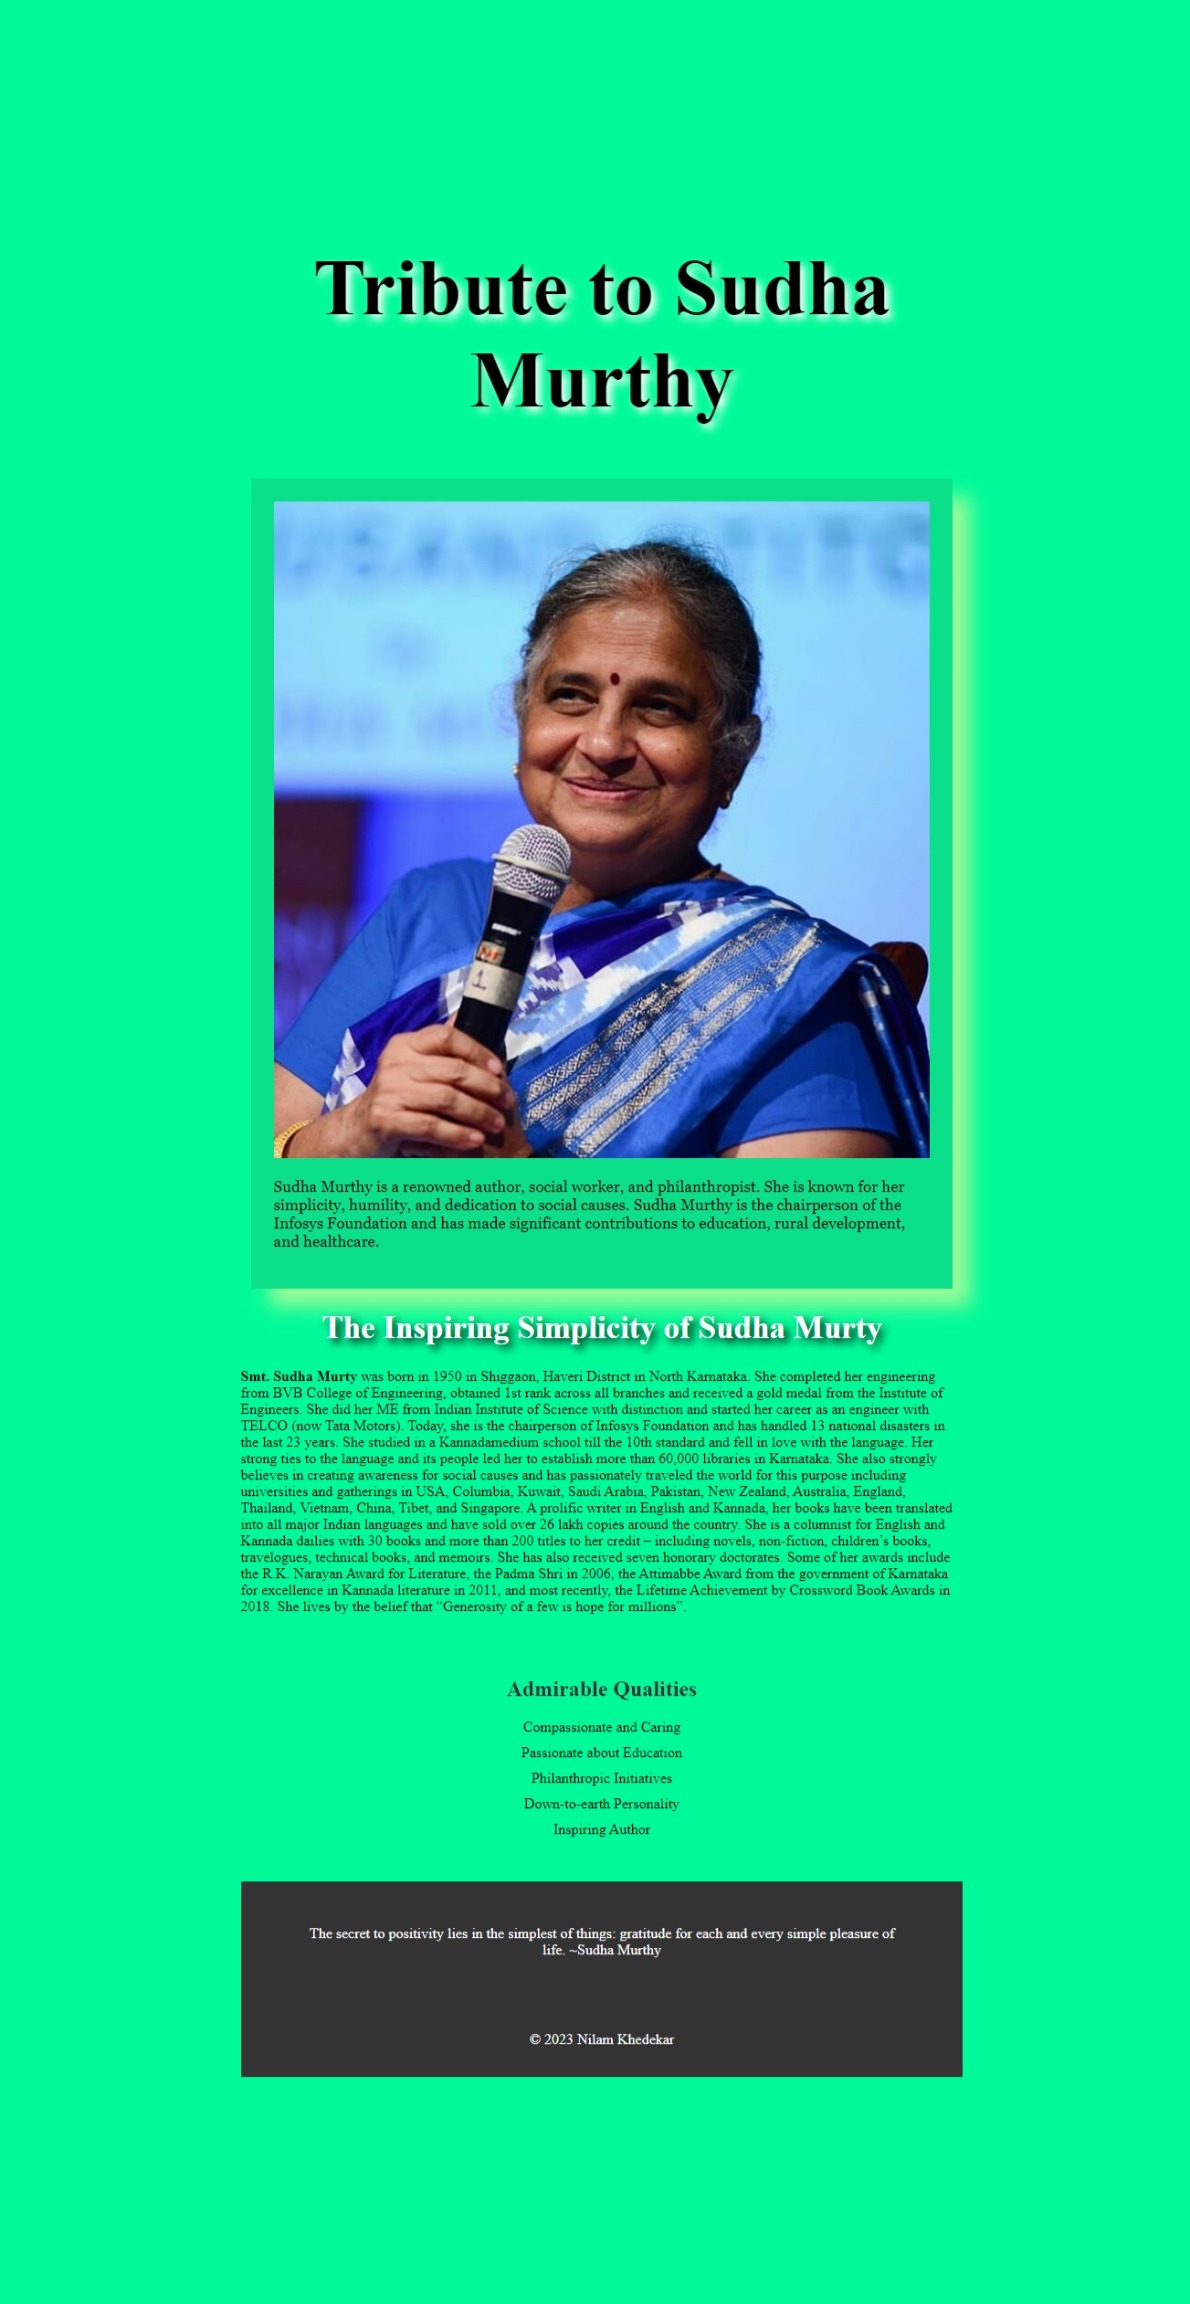 Tribute to Sudha
Murthy
1
Sudha Murthy is a renowned author, social worker, and philanthropist. She is known for her
simplicity, humility, and dedication to social causes. Sudha Murthy is the chairperson of the
Infosys Foundation and has made significant contributions to education, rural development,
and healthcare.
The Inspiring Simplicity of Sudha Murty
Smt. Sudha Murty was born in 1950 in Shiggaon, Haveri District in North Karnataka. She completed her engineering
from BVB College of Engineering, obtained 1st rank across all branches and received a gold medal from the Institute of
Engineers. She did her ME from Indian Institute of Science with distinction and started her career as an engineer with
TELCO (now Tata Motors). Today, she is the chairperson of Infosys Foundation and has handled 13 national disasters in
the last 23 years. She studied in a Kannadamedium school till the 10th standard and fell in love with the language. Her
strong ties to the language and its people led her to establish more than 60,000 libraries in Karnataka. She also strongly
believes in creating awareness for social causes and has passionately traveled the world for this purpose including
universities and gatherings in USA, Columbia, Kuwait, Saudi Arabia, Pakistan, New Zealand, Australia, England,
Thailand, Vietnam, China, Tibet, and Singapore. A prolific writer in English and Kannada, her books have been translated
into all major Indian languages and have sold over 26 lakh copies around the country. She is a columnist for English and
Kannada dailies with 30 books and more than 200 titles to her credit – including novels, non-fiction, children’s books,
travelogues, technical books, and memoirs. She has also received seven honorary doctorates. Some of her awards include
the R.K. Narayan Award for Literature, the Padma Shri in 2006, the Attimabbe Award from the government of Karnataka
for excellence in Kannada literature in 2011, and most recently, the Lifetime Achievement by Crossword Book Awards in
2018. She lives by the belief that “Generosity of a few is hope for millions”.
Admirable Qualities
Compassionate and Caring
Passionate about Education
Philanthropic Initiatives
Down-to-earth Personality
Inspiring Author
The secret to positivity lies in the simplest of things: gratitude for each and every simple pleasure of
life. ~Sudha Murthy
© 2023 Nilam Khedekar